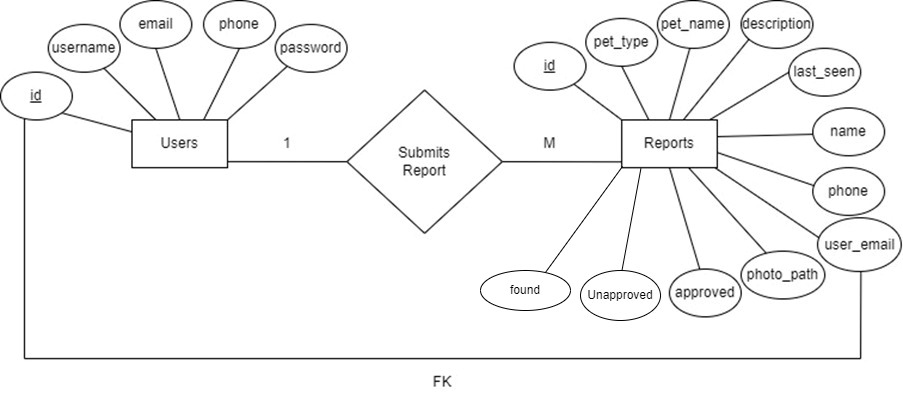 email
phone
username
password
id
Users
1
Submits
Report
M
id
pet_type
pet_name
description
last_seen
name
phone
user_email
photo_path
approved
Unapproved
found
Reports
FK